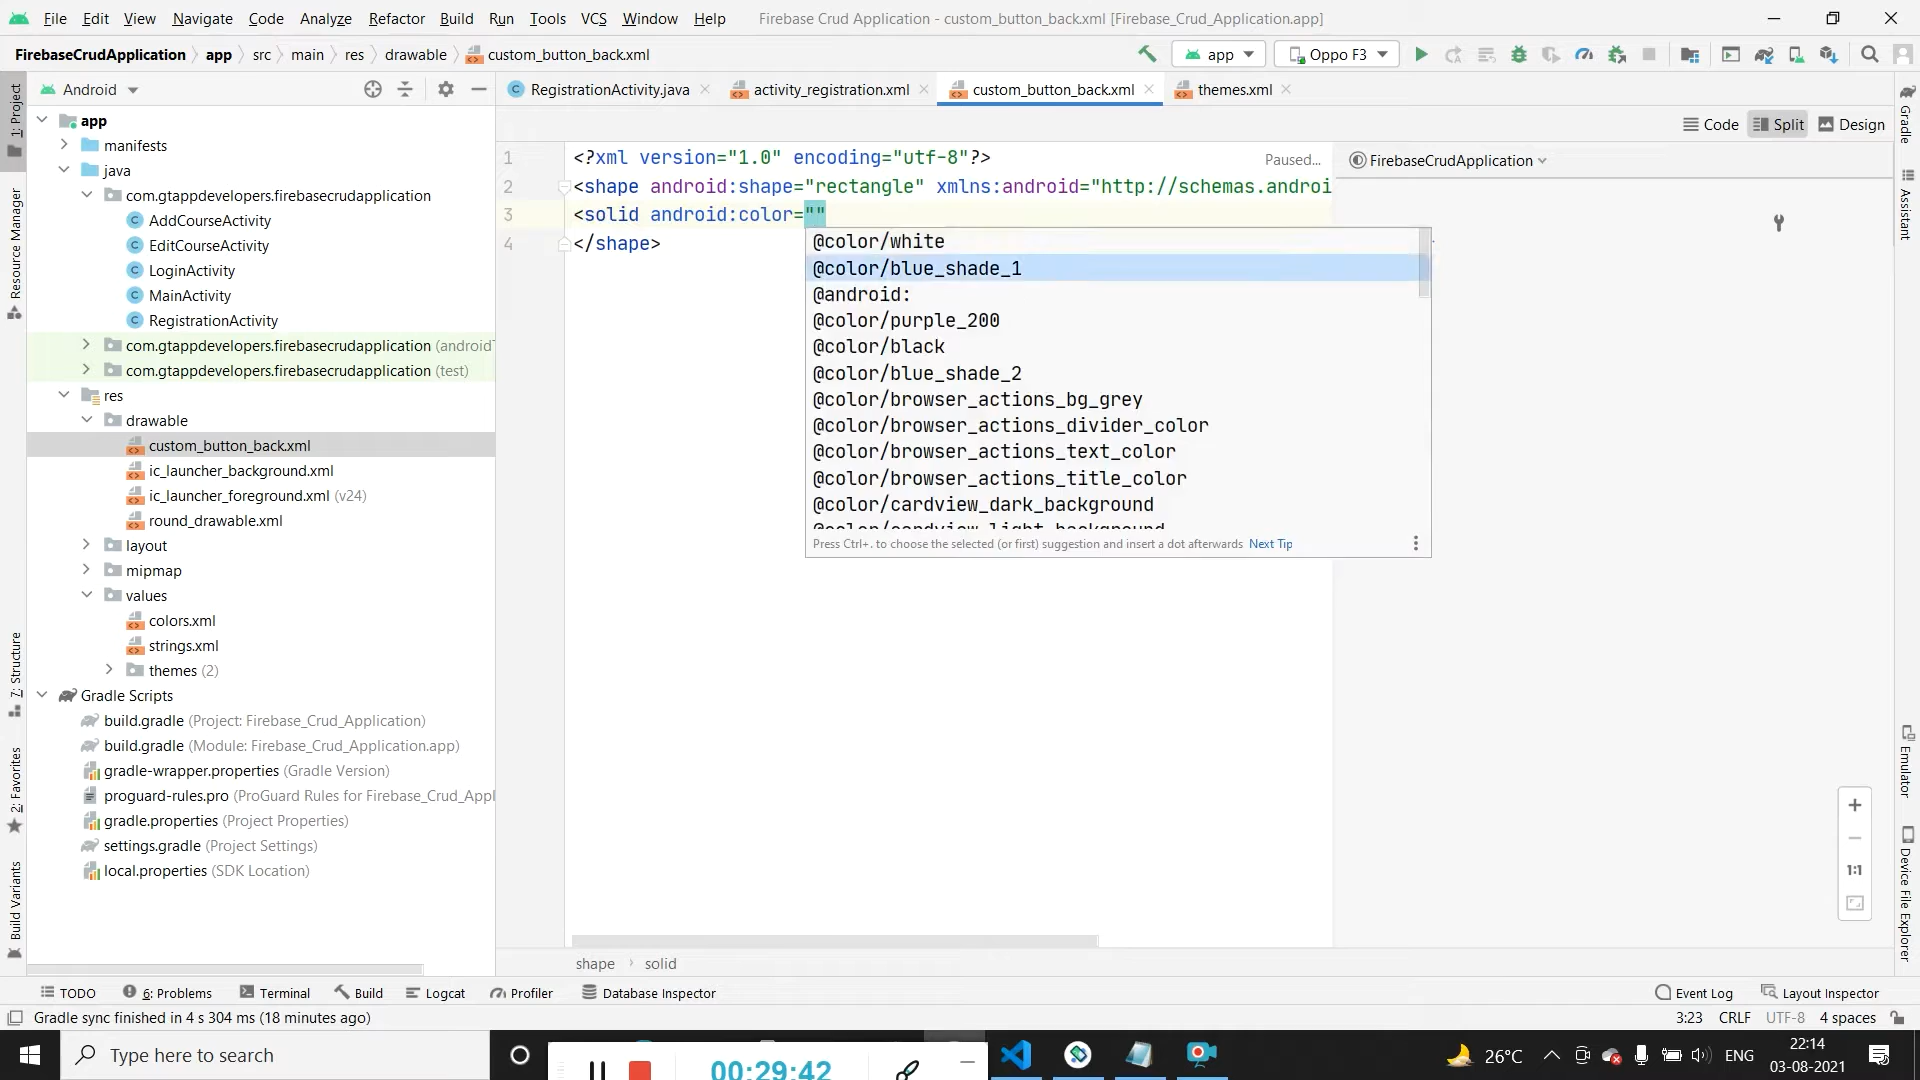 File Edit View Navigate Code Analyze Refactor Build Run Tools VCS Window Help Firebase Crud Application - custom_button_back.xml [Firebase_Crud_Application.app]
FirebaseCrudApplication app src main res drawable custom_button_back.xml app Oppo F3
Android RegistrationActivity.java activity_registration.xml custom_button_back.xml themes.xml
Code Split Design
1: Project
Resource Manager
7: Structure
2: Favorites
Build Variants
app
manifests
java
com.gtappdevelopers.firebasecrudapplication
AddCourseActivity
EditCourseActivity
LoginActivity
MainActivity
RegistrationActivity
com.gtappdevelopers.firebasecrudapplication (android
com.gtappdevelopers.firebasecrudapplication (test)
res
drawable
custom_button_back.xml
ic_launcher_background.xml
ic_launcher_foreground.xml (v24)
round_drawable.xml
layout
mipmap
values
colors.xml
strings.xml
themes (2)
Gradle Scripts
build.gradle (Project: Firebase_Crud_Application)
build.gradle (Module: Firebase_Crud_Application.app)
gradle-wrapper.properties (Gradle Version)
proguard-rules.pro (ProGuard Rules for Firebase_Crud_Appl
gradle.properties (Project Properties)
settings.gradle (Project Settings)
local.properties (SDK Location)
1 <?xml version="1.0" encoding="utf-8"?> Paused...
2 <shape android:shape="rectangle" xmlns:android="http://schemas.androi
3 <solid android:color=""
4 </shape>
@color/white
@color/blue_shade_1
@android:
@color/purple_200
@color/black
@color/blue_shade_2
@color/browser_actions_bg_grey
@color/browser_actions_divider_color
@color/browser_actions_text_color
@color/browser_actions_title_color
@color/cardview_dark_background
@color/cardview_light_background
Press Ctrl+. to choose the selected (or first) suggestion and insert a dot afterwards Next Tip
FirebaseCrudApplication
1:1
Gradle
Assistant
Emulator
Device File Explorer
shape solid
TODO 6: Problems Terminal Build Logcat Profiler Database Inspector Event Log Layout Inspector
Gradle sync finished in 4 s 304 ms (18 minutes ago) 3:23 CRLF UTF-8 4 spaces
Type here to search 00:29:42 26°C ENG
22:14
03-08-2021